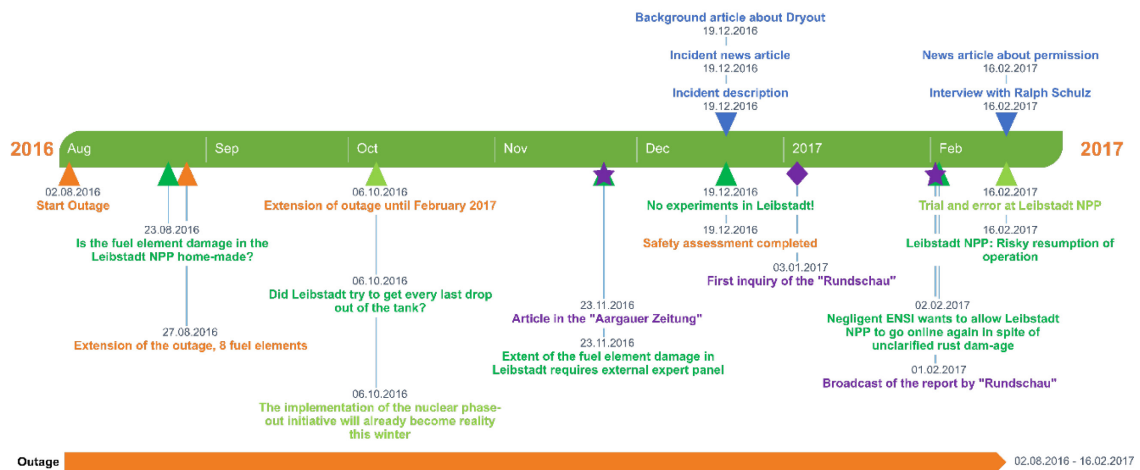 Background article about Dryout
19.12.2016
Incident news article
19.12.2016
Incident description
19.12.2016
News article about permission
16.02.2017
Interview with Ralph Schulz
16.02.2017
2016
Aug
Sep
Oct
Nov
Dec
2017
Feb
2017
02.08.2016
Start Outage
23.08.2016
Is the fuel element damage in the
Leibstadt NPP home-made?
27.08.2016
Extension of the outage, 8 fuel elements
06.10.2016
Extension of outage until February 2017
06.10.2016
Did Leibstadt try to get every last drop
out of the tank?
06.10.2016
The implementation of the nuclear phase-
out initiative will already become reality
this winter
23.11.2016
Article in the "Aargauer Zeitung"
23.11.2016
Extent of the fuel element damage in
Leibstadt requires external expert panel
19.12.2016
No experiments in Leibstadt!
19.12.2016
Safety assessment completed
03.01.2017
First inquiry of the "Rundschau"
16.02.2017
Trial and error at Leibstadt NPP
16.02.2017
Leibstadt NPP: Risky resumption of
operation
02.02.2017
Negligent ENSI wants to allow Leibstadt
NPP to go online again in spite of
unclarified rust dam-age
01.02.2017
Broadcast of the report by "Rundschau"
Outage
02.08.2016 - 16.02.2017